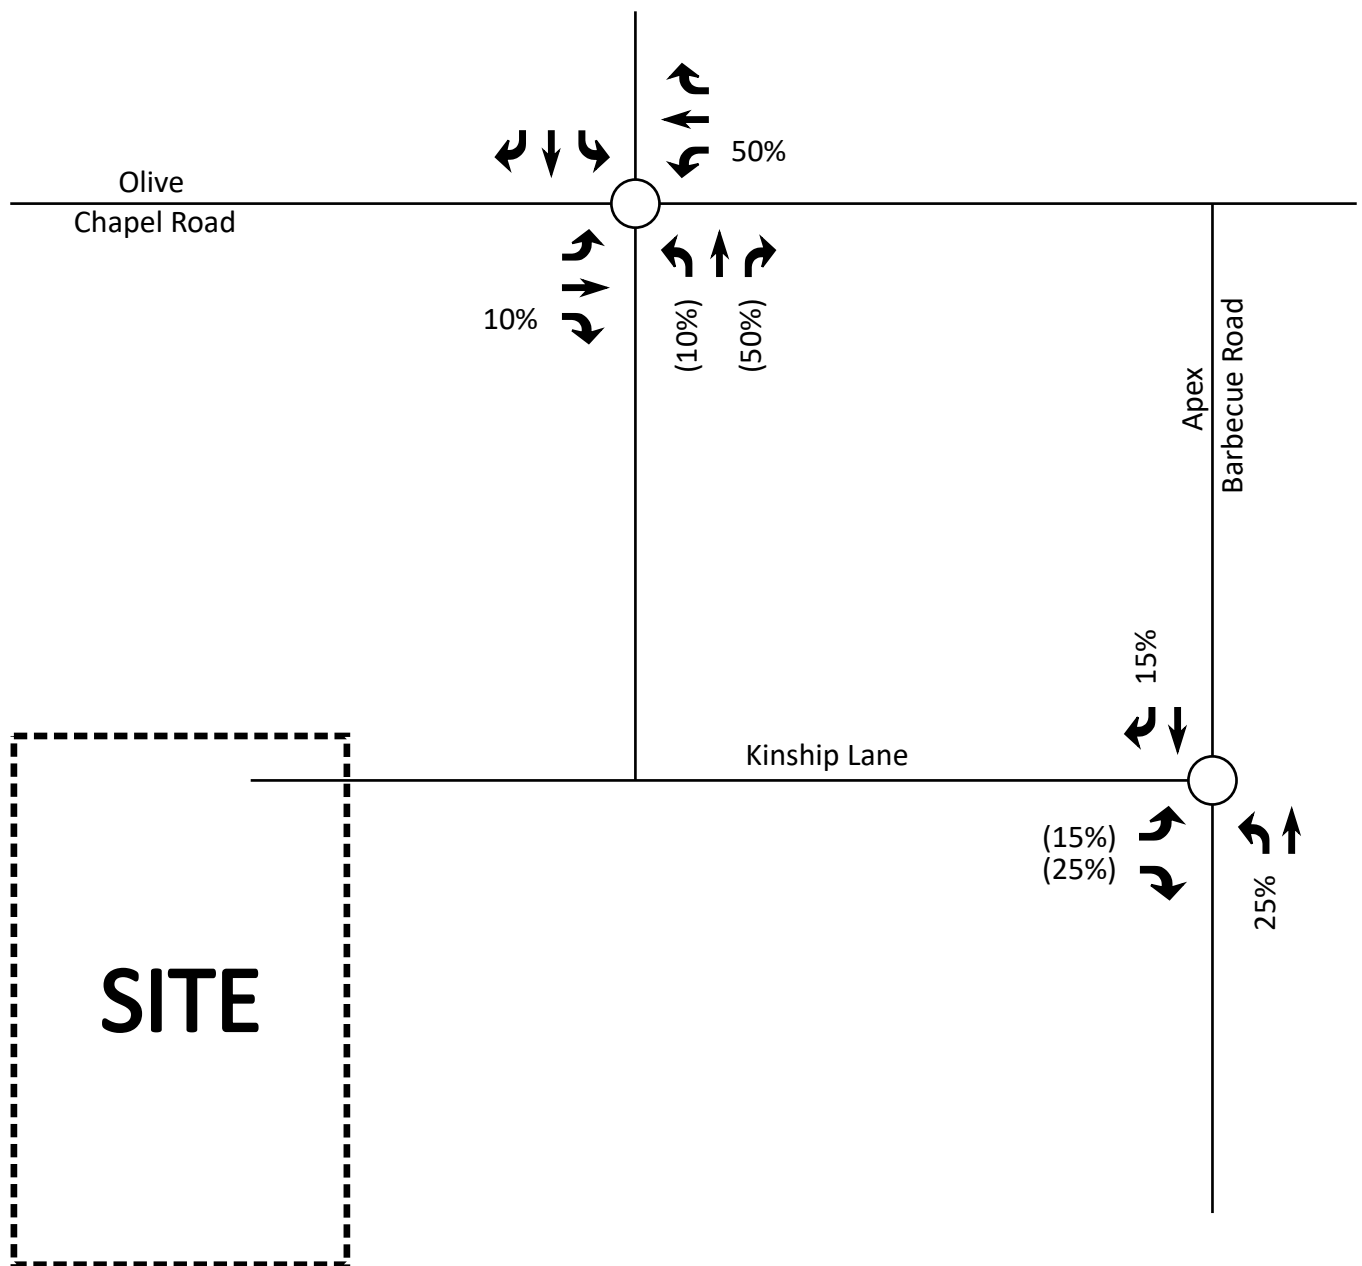 50%
Olive
Chapel Road
10%
(10%)
(50%)
Apex
Barbecue Road
15%
Kinship Lane
(15%)
(25%)
25%
SITE